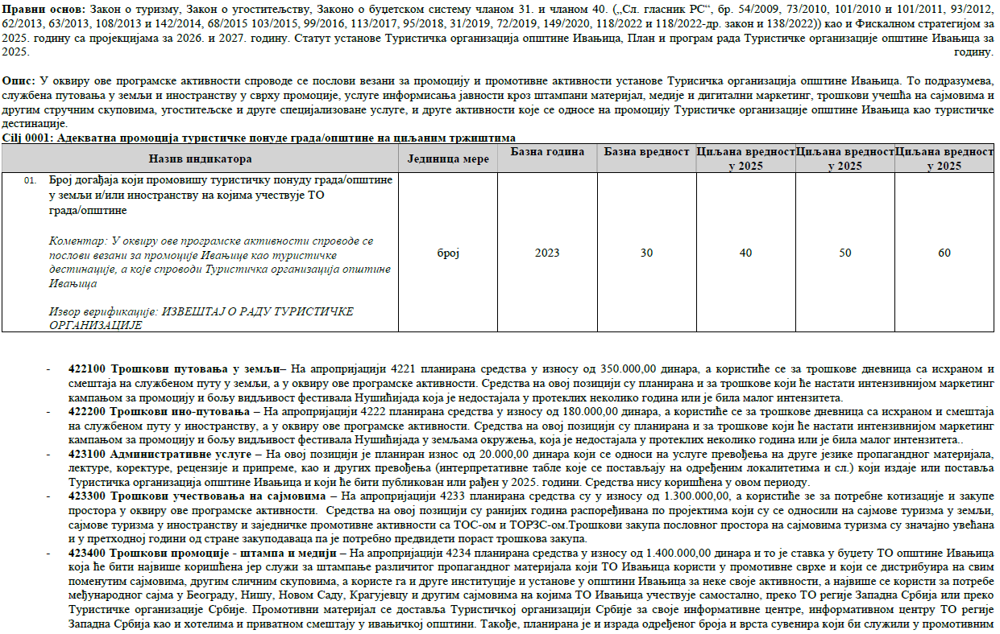 Правни основ: Закон о туризму, Закон о угоститељству, Законо о буџетском систему чланом 31. и чланом 40. („Сл. гласник РС“, бр. 54/2009, 73/2010, 101/2010 и 101/2011, 93/2012,
62/2013, 63/2013, 108/2013 и 142/2014, 68/2015 103/2015, 99/2016, 113/2017, 95/2018, 31/2019, 72/2019, 149/2020, 118/2022 и 118/2022-др. закон и 138/2022)) као и Фискалном стратегијом за
2025. годину са пројекцијама за 2026. и 2027. годину. Статут установе Туристичка организација општине Ивањица, План и програм рада Туристичке организације општине Ивањица за
2025. годину.
Опис: У оквиру ове програмске активности спроводе се послови везани за промоцију и промотивне активности установе Турисичка организација општине Ивањица. То подразумева,
службена путовања у земљи и иностранству у сврху промоције, услуге информисања јавности кроз штампани материјал, медије и дигитални маркетинг, трошкови учешћа на сајмовима и
другим стручним скуповима, угоститељске и друге специјализоване услуге, и друге активности које се односе на промоцију Туристичке организације општине Ивањица као туристичке
дестинације.
Cilj 0001: Адекватна промоција туристичке понуде града/општине на циљаним тржиштима
Назив индикатора Јединица мере Базна година Базна вредност Циљана вредност у 2025 Циљана вредност у 2025 Циљана вредност у 2025
01. Број догађаја који промовишу туристичку понуду града/општине
у земљи и/или иностранству на којима учествује ТО
града/општине
Коментар: У оквиру ове програмске активности спроводе се
послови везани за промоције Ивањице као туристичке
дестинације, а које спроводи Туристичка организација општине
Ивањица
Извор верификације: ИЗВЕШТАЈ О РАДУ ТУРИСТИЧКЕ
ОРГАНИЗАЦИЈЕ
број 2023 30 40 50 60
- 422100 Трошкови путовања у земљи– На апропријацији 4221 планирана средства у износу од 350.000,00 динара, а користиће се за трошкове дневница са исхраном и
смештаја на службеном путу у земљи, а у оквиру ове програмске активности. Средства на овој позицији су планирана и за трошкове који ће настати интензивнијом маркетинг
кампањом за промоцију и бољу видљивост фестивала Нушићијада која је недостајала у протеклих неколико година или је била малог интензитета.
- 422200 Трошкови ино-путовања – На апропријацији 4222 планирана средства у износу од 180.000,00 динара, а користиће се за трошкове дневница са исхраном и смештаја
на службеном путу у иностранству, а у оквиру ове програмске активности. Средства на овој позицији су планирана и за трошкове који ће настати интензивнијом маркетинг
кампањом за промоцију и бољу видљивост фестивала Нушићијада у земљама окружења, која је недостајала у протеклих неколико година или је била малог интензитета..
- 423100 Административне услуге – На овој позицији је планиран износ од 20.000,00 динара који се односи на услуге превођења на друге језике пропагандног материјала,
лектуре, коректуре, рецензије и припреме, као и других превођења (интерпретативне табле које се постављају на одређеним локалитетима и сл.) који издаје или поставља
Туристичка организација општине Ивањица и који ће бити публикован или рађен у 2025. години. Средства нису коришћена у овом периоду.
- 423300 Трошкови учествовања на сајмовима – На апропријацији 4233 планирана средства су у износу од 1.300.000,00, а користиће зе за потребне котизације и закупе
простора у оквиру ове програмске активности. Средства на овој позицији су ранијих година распоређивана по пројектима који су се односили на сајмове туризма у земљи,
сајмове туризма у иностранству и заједничке промотивне активности са ТОС-ом и ТОРЗС-ом.Трошкови закупа пословног простора на сајмовима туризма су значајно увећана
и у претходној години од стране закуподаваца па је потребно предвидети пораст трошкова закупа.
- 423400 Трошкови промоције - штампа и медији – На апропријацији 4234 планирана средства у износу од 1.400.000,00 динара и то је ставка у буџету ТО општине Ивањица
која ће бити највише коришћена јер служи за штампање различитог пропагандног материјала који ТО Ивањица користи у промотивне сврхе и који се дистрибуира на свим
поменутим сајмовима, другим сличним скуповима, а користе га и друге институције и установе у општини Ивањица за неке своје активности, а највише се користи за потребе
међународног сајма у Београду, Нишу, Новом Саду, Крагујевцу и другим сајмовима на којима ТО Ивањица учествује самостално, преко ТО регије Западна Србија или преко
Туристичке организације Србије. Промотивни материјал се доставља Туристичкој организацији Србије за своје информативне центре, информативном центру ТО регије
Западна Србија као и хотелима и приватном смештају у ивањичкој општини. Такође, планирана је и израда одређеног броја и врста сувенира који би служили у промотивним